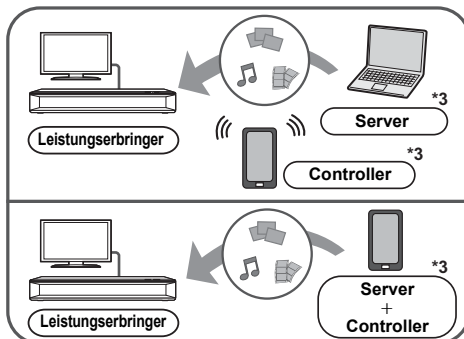 *3
Server
Leistungserbringer
*3
Controller
*3
Server
+
Controller
Leistungserbringer